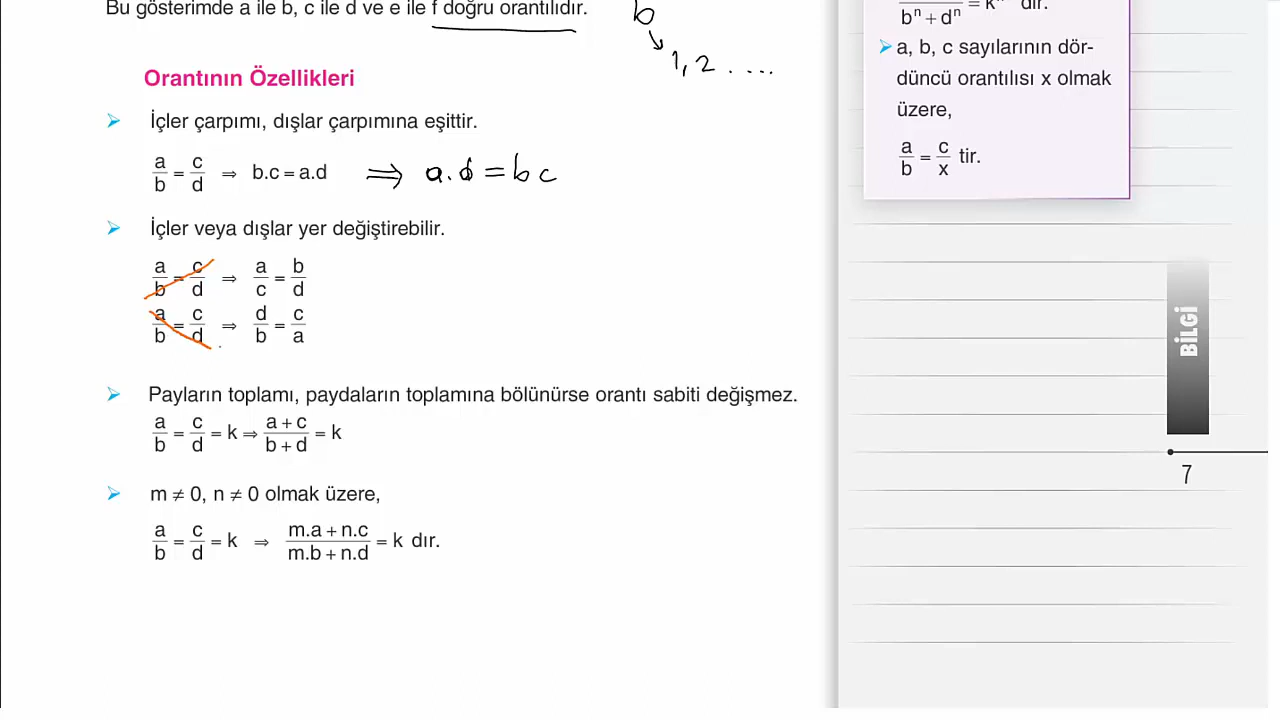 Bu gösterimde a ile b, c ile d ve e ile f doğru orantılıdır.
b
1, 2 . . . .
Orantının Özellikleri
İçler çarpımı, dışlar çarpımına eşittir.
a/b = c/d ⇒ b.c = a.d ⇒ a.d = b c
İçler veya dışlar yer değiştirebilir.
a/b = c/d ⇒ a/c = b/d
a/b = c/d ⇒ d/b = c/a
Payların toplamı, paydaların toplamına bölünürse orantı sabiti değişmez.
a/b = c/d = k ⇒ a + c/b + d = k
m ≠ 0, n ≠ 0 olmak üzere,
a/b = c/d = k ⇒ m.a + n.c/m.b + n.d = k dır.
bⁿ + dⁿ = k dir.
a, b, c sayılarının dör-
düncü orantılısı x olmak
üzere,
a/b = c/x tir.
BİLGİ
7